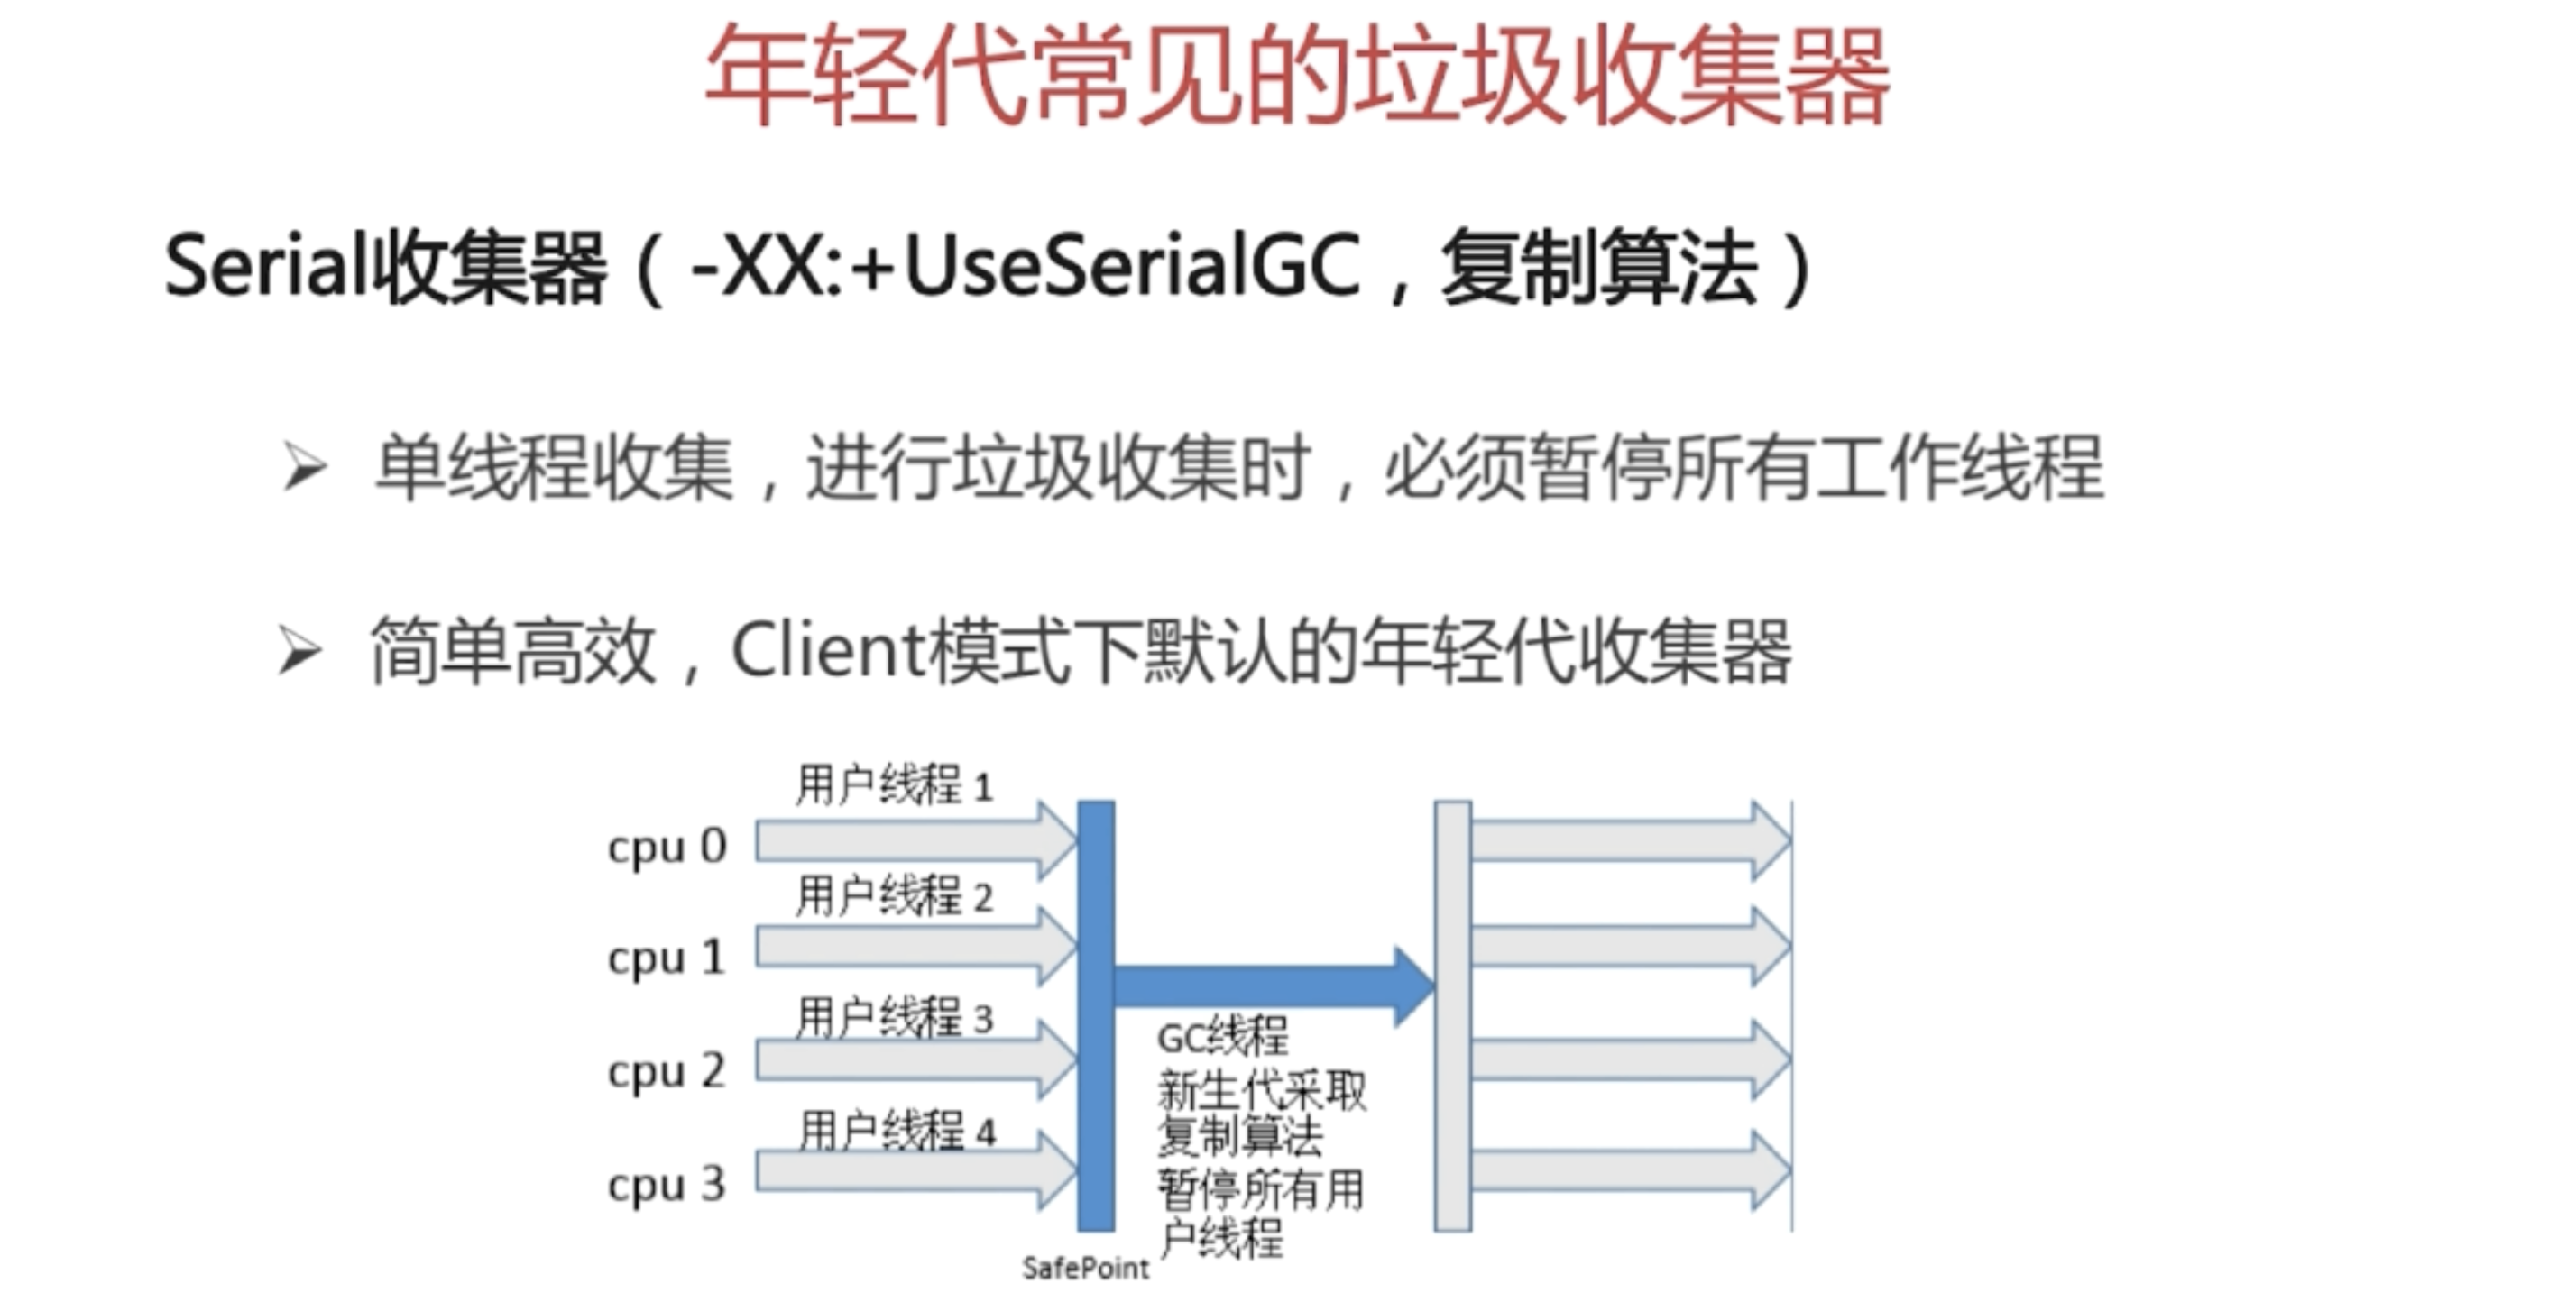 年轻代常见的垃圾收集器
Serial收集器（-XX:+UseSerialGC，复制算法）
单线程收集，进行垃圾收集时，必须暂停所有工作线程
简单高效，Client模式下默认的年轻代收集器
用户线程 1
cpu 0
用户线程 2
cpu 1
用户线程 3
cpu 2
用户线程 4
cpu 3
GC线程
新生代采取
复制算法
暂停所有用
户线程
SafePoint